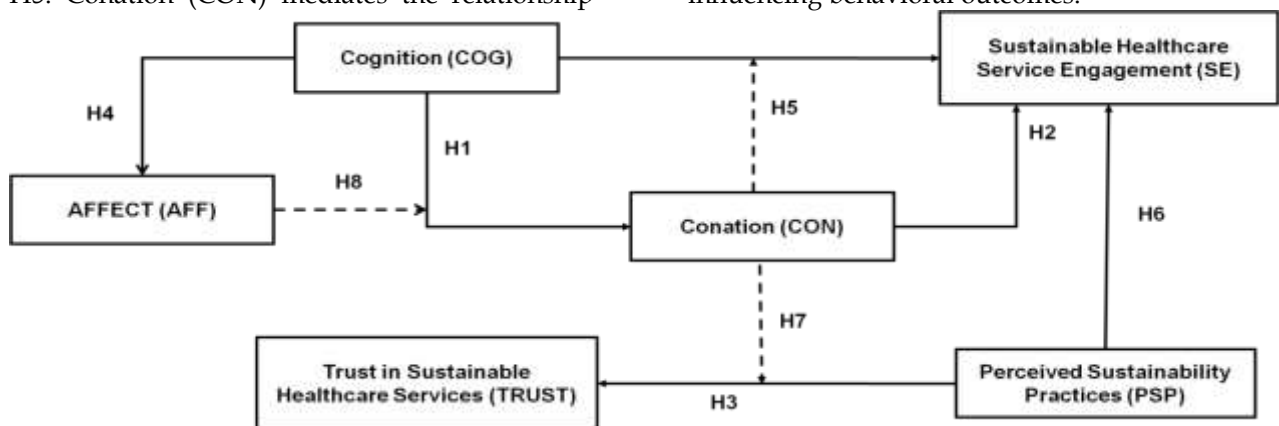 H5: Conation (CON) mediates the relationship
influencing behavioral outcomes.
Cognition (COG)
Sustainable Healthcare
Service Engagement (SE)
H4
H5
H2
H1
AFFECT (AFF)
H8
Conation (CON)
H6
H7
Trust in Sustainable
Healthcare Services (TRUST)
H3
Perceived Sustainability
Practices (PSP)